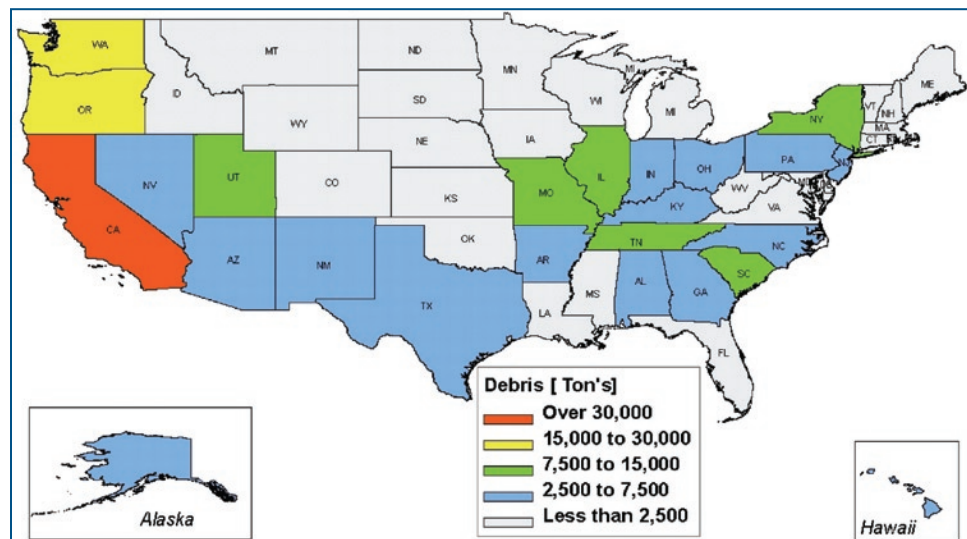 WA
MT
ND
MN
MI
ME
VT
NH
OR
ID
SD
WI
MI
NY
MA
CT
WY
IA
NE
PA
NV
UT
CO
IL
IN
OH
KS
MO
WV
VA
KY
CA
OK
TN
NC
AZ
NM
AR
SC
TX
MS
AL
GA
LA
FL
Debris [ Ton's]
Over 30,000
15,000 to 30,000
7,500 to 15,000
2,500 to 7,500
Less than 2,500
Alaska
Hawaii